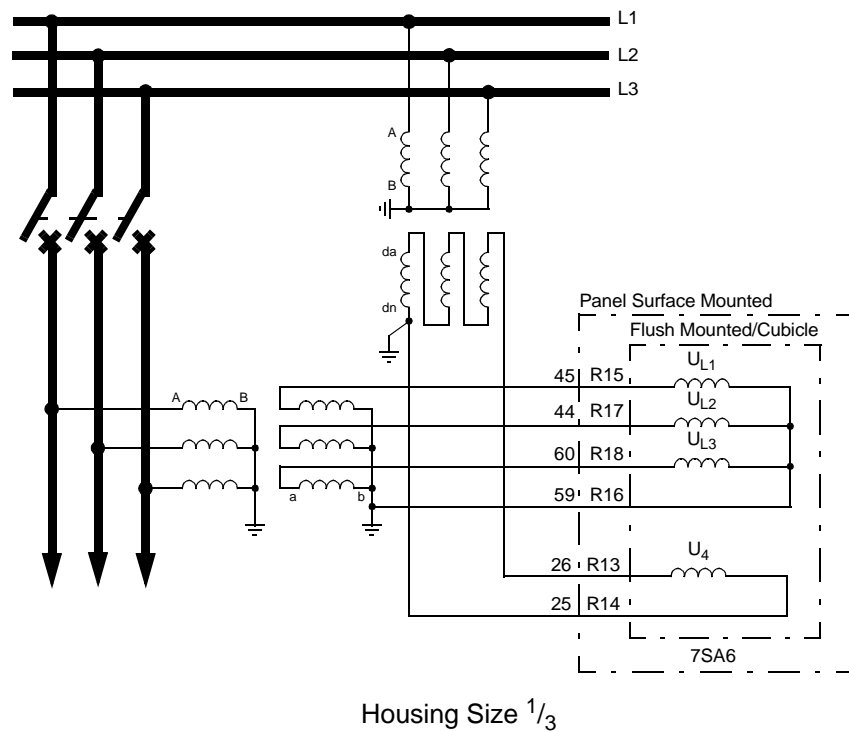 L1
L2
L3
A
B
da
dn
Panel Surface Mounted
Flush Mounted/Cubicle
45 R15 UL1
A B
44 R17 UL2
60 R18 UL3
a b
59 R16
26 R13 U4
25 R14
7SA6
Housing Size 1/3